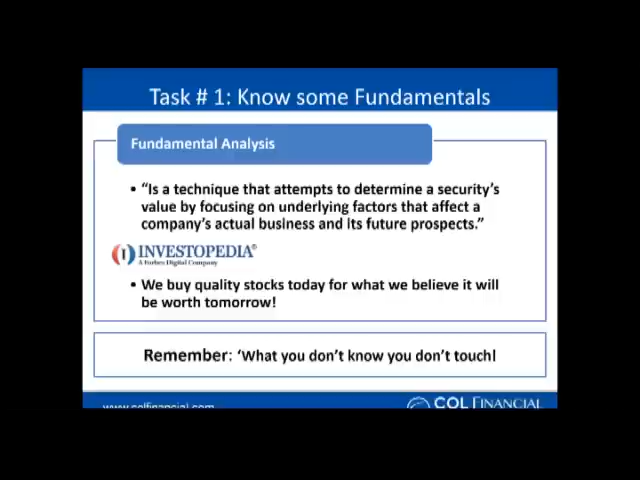 Task # 1: Know some Fundamentals
Fundamental Analysis
• “Is a technique that attempts to determine a security’s
value by focusing on underlying factors that affect a
company’s actual business and its future prospects.”
INVESTOPEDIA®
A Forbes Digital Company
• We buy quality stocks today for what we believe it will
be worth tomorrow!
Remember: ‘What you don’t know you don’t touch!
www.colfinancial.com
COL FINANCIAL